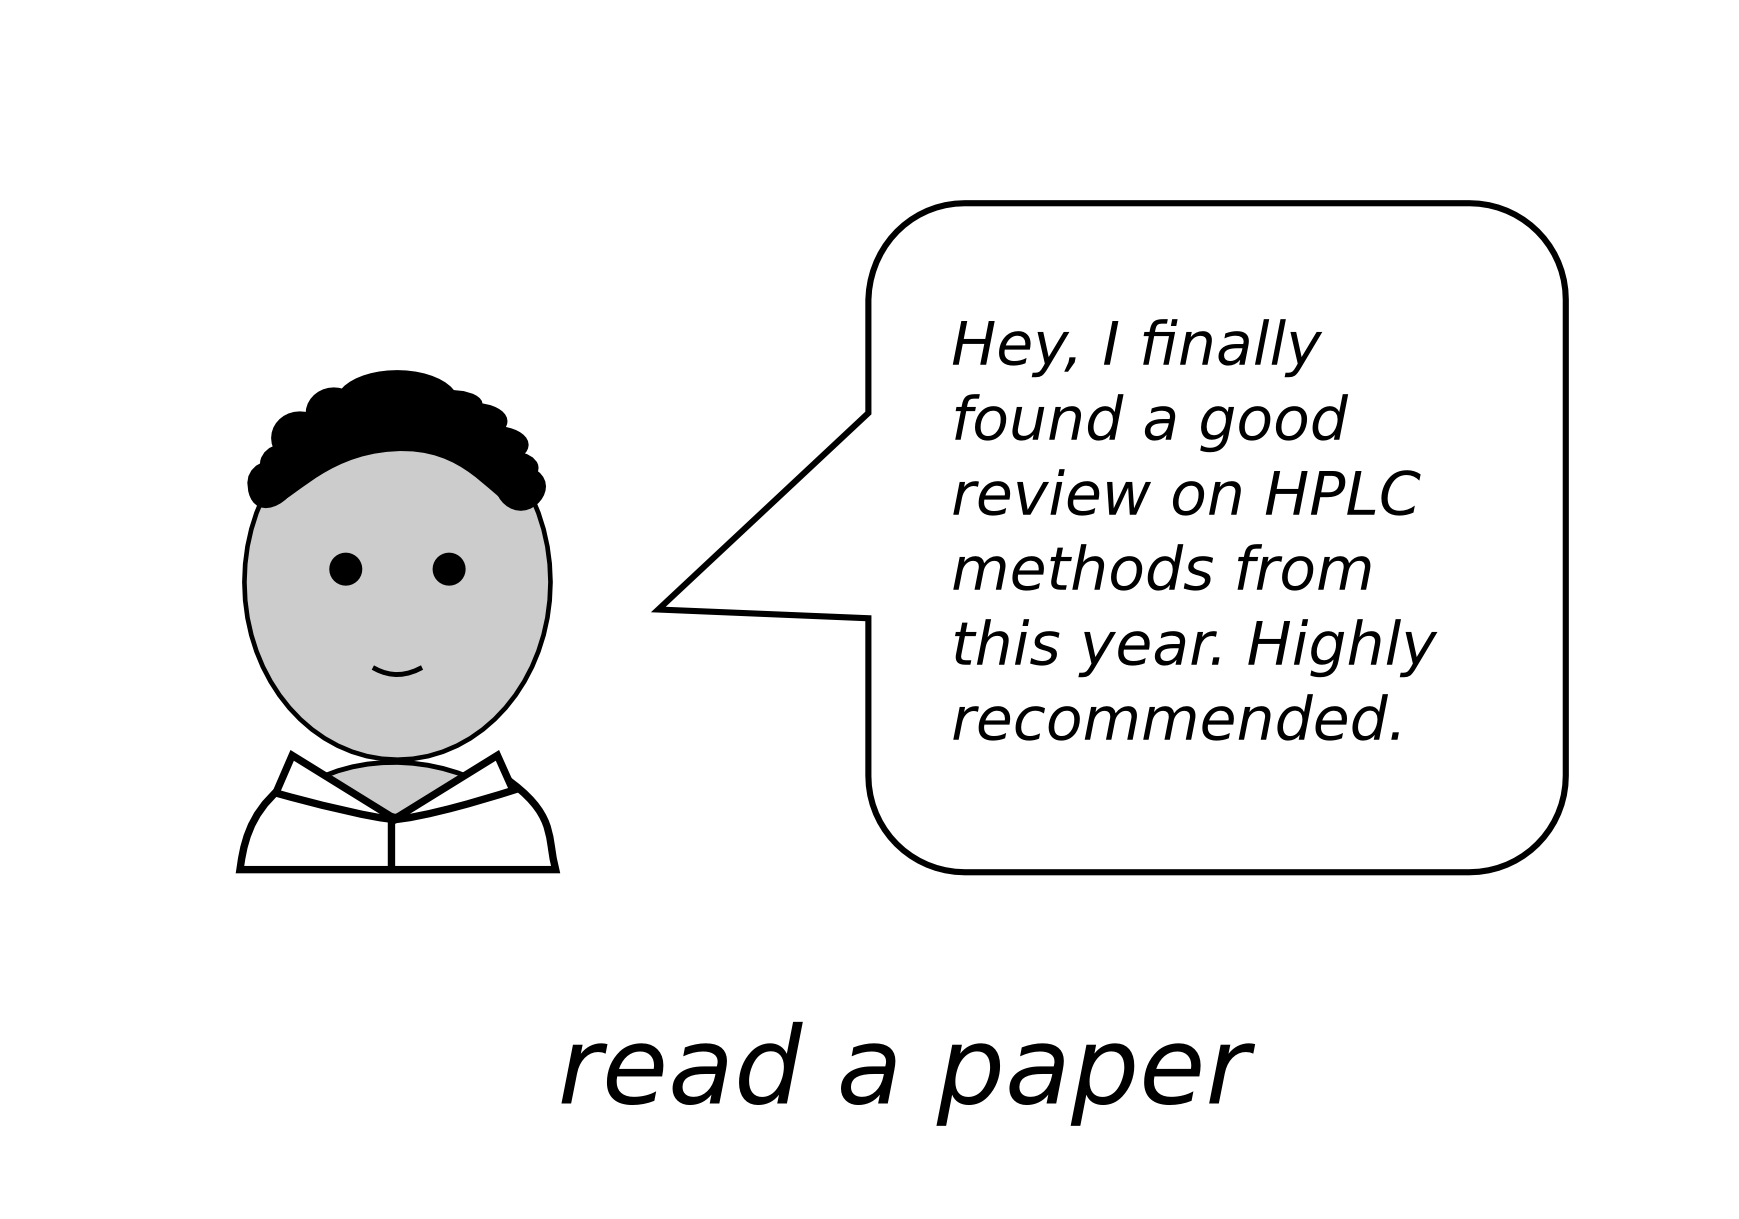 Hey, I finally
found a good
review on HPLC
methods from
this year. Highly
recommended.
read a paper